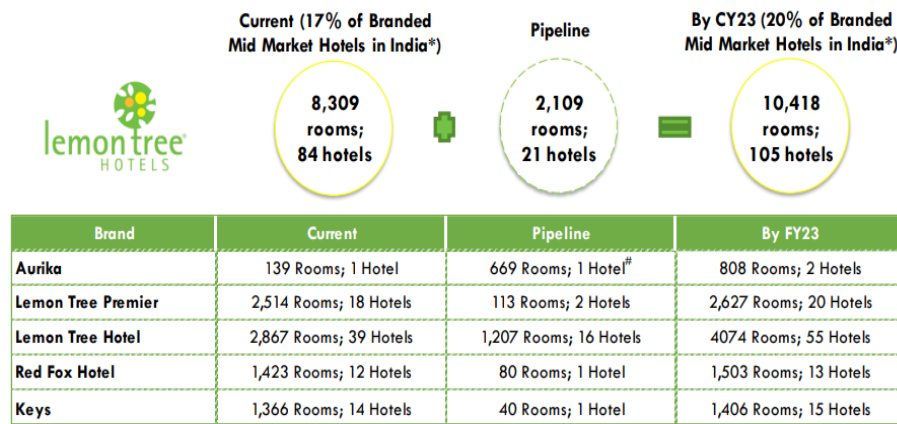 Current (17% of Branded
Mid Market Hotels in India*)
Pipeline
By CY23 (20% of Branded
Mid Market Hotels in India*)
lemon tree®
HOTELS
8,309
rooms;
84 hotels
2,109
rooms;
21 hotels
10,418
rooms;
105 hotels
Brand Current Pipeline By FY23
Aurika 139 Rooms; 1 Hotel 669 Rooms; 1 Hotel# 808 Rooms; 2 Hotels
Lemon Tree Premier 2,514 Rooms; 18 Hotels 113 Rooms; 2 Hotels 2,627 Rooms; 20 Hotels
Lemon Tree Hotel 2,867 Rooms; 39 Hotels 1,207 Rooms; 16 Hotels 4074 Rooms; 55 Hotels
Red Fox Hotel 1,423 Rooms; 12 Hotels 80 Rooms; 1 Hotel 1,503 Rooms; 13 Hotels
Keys 1,366 Rooms; 14 Hotels 40 Rooms; 1 Hotel 1,406 Rooms; 15 Hotels